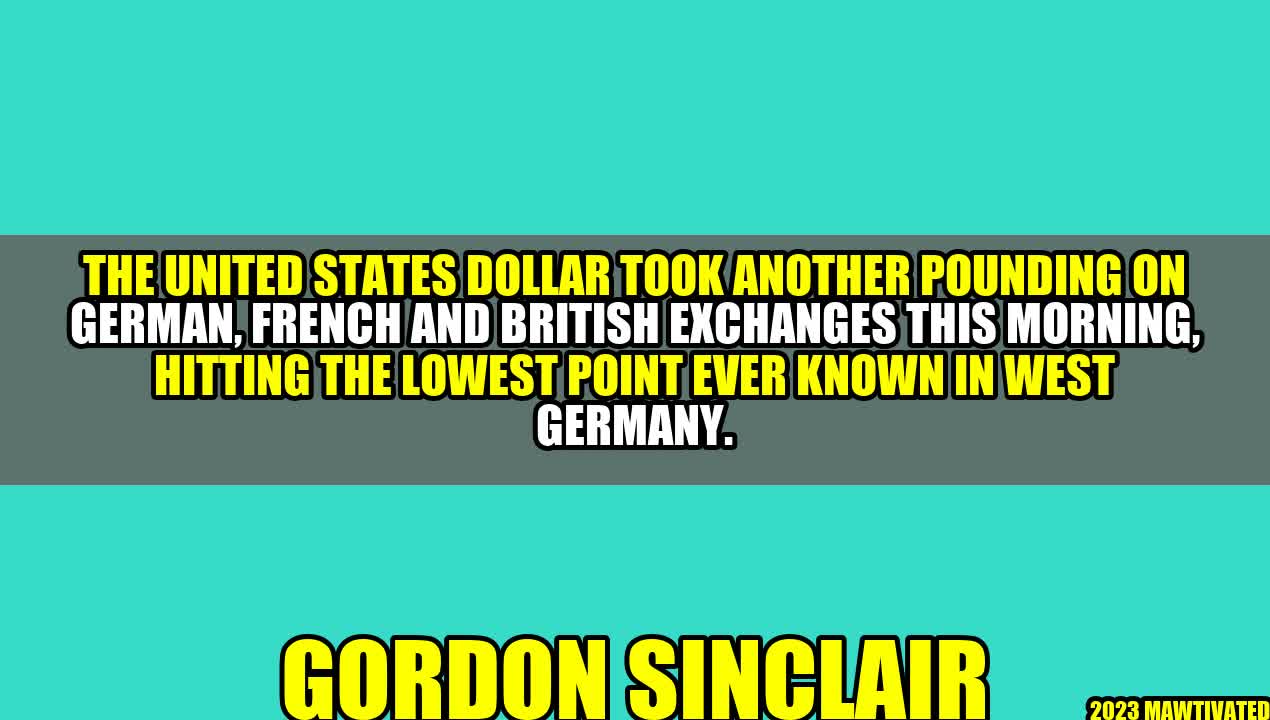 THE UNITED STATES DOLLAR TOOK ANOTHER POUNDING ON
GERMAN, FRENCH AND BRITISH EXCHANGES THIS MORNING,
HITTING THE LOWEST POINT EVER KNOWN IN WEST
GERMANY.
GORDON SINCLAIR
2023 MAWTIVATED